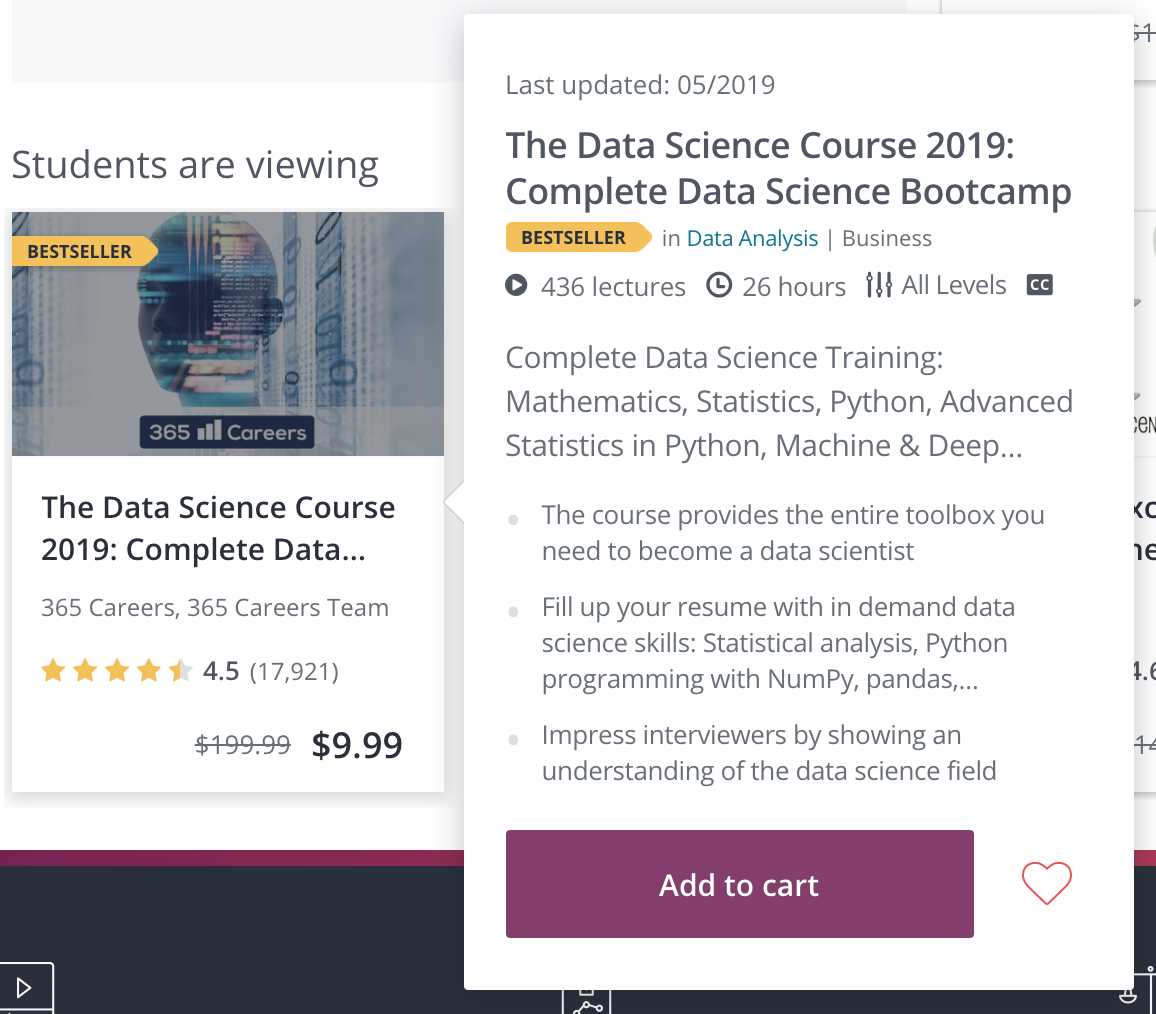 Students are viewing
BESTSELLER
365 Careers
The Data Science Course
2019: Complete Data...
365 Careers, 365 Careers Team
4.5 (17,921)
$199.99 $9.99
Last updated: 05/2019
The Data Science Course 2019:
Complete Data Science Bootcamp
BESTSELLER in Data Analysis | Business
436 lectures 26 hours All Levels CC
Complete Data Science Training:
Mathematics, Statistics, Python, Advanced
Statistics in Python, Machine & Deep...
The course provides the entire toolbox you
need to become a data scientist
Fill up your resume with in demand data
science skills: Statistical analysis, Python
programming with NumPy, pandas,...
Impress interviewers by showing an
understanding of the data science field
Add to cart